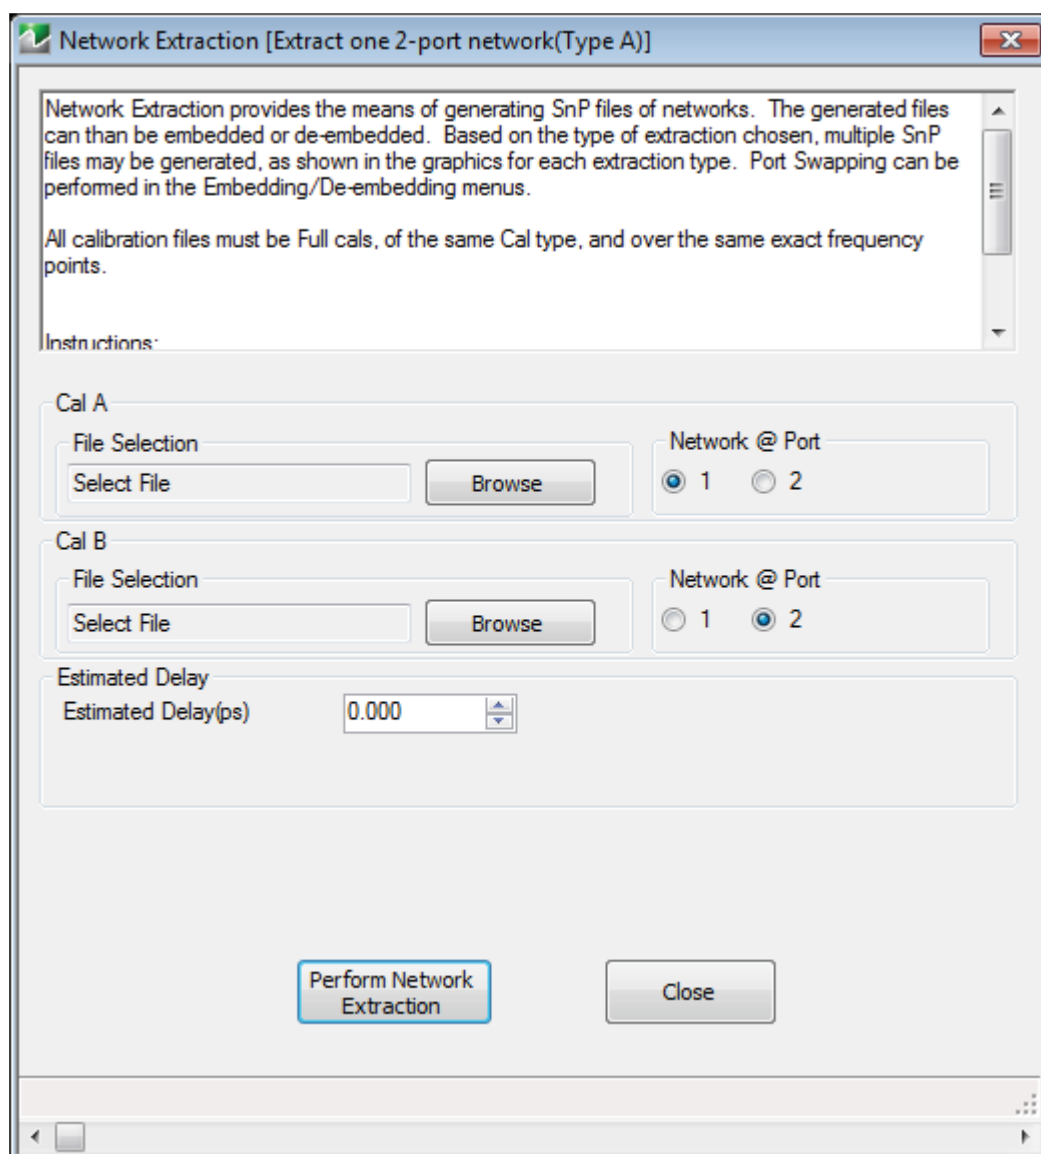 Network Extraction [Extract one 2-port network(Type A)]
Network Extraction provides the means of generating SnP files of networks.  The generated files
can than be embedded or de-embedded.  Based on the type of extraction chosen, multiple SnP
files may be generated, as shown in the graphics for each extraction type.  Port Swapping can be
performed in the Embedding/De-embedding menus.
All calibration files must be Full cals, of the same Cal type, and over the same exact frequency
points.
Instructions:
Cal A
File Selection
Network @ Port
Select File
Browse
1
2
Cal B
File Selection
Network @ Port
Select File
Browse
1
2
Estimated Delay
Estimated Delay(ps)
0.000
Perform Network
Extraction
Close